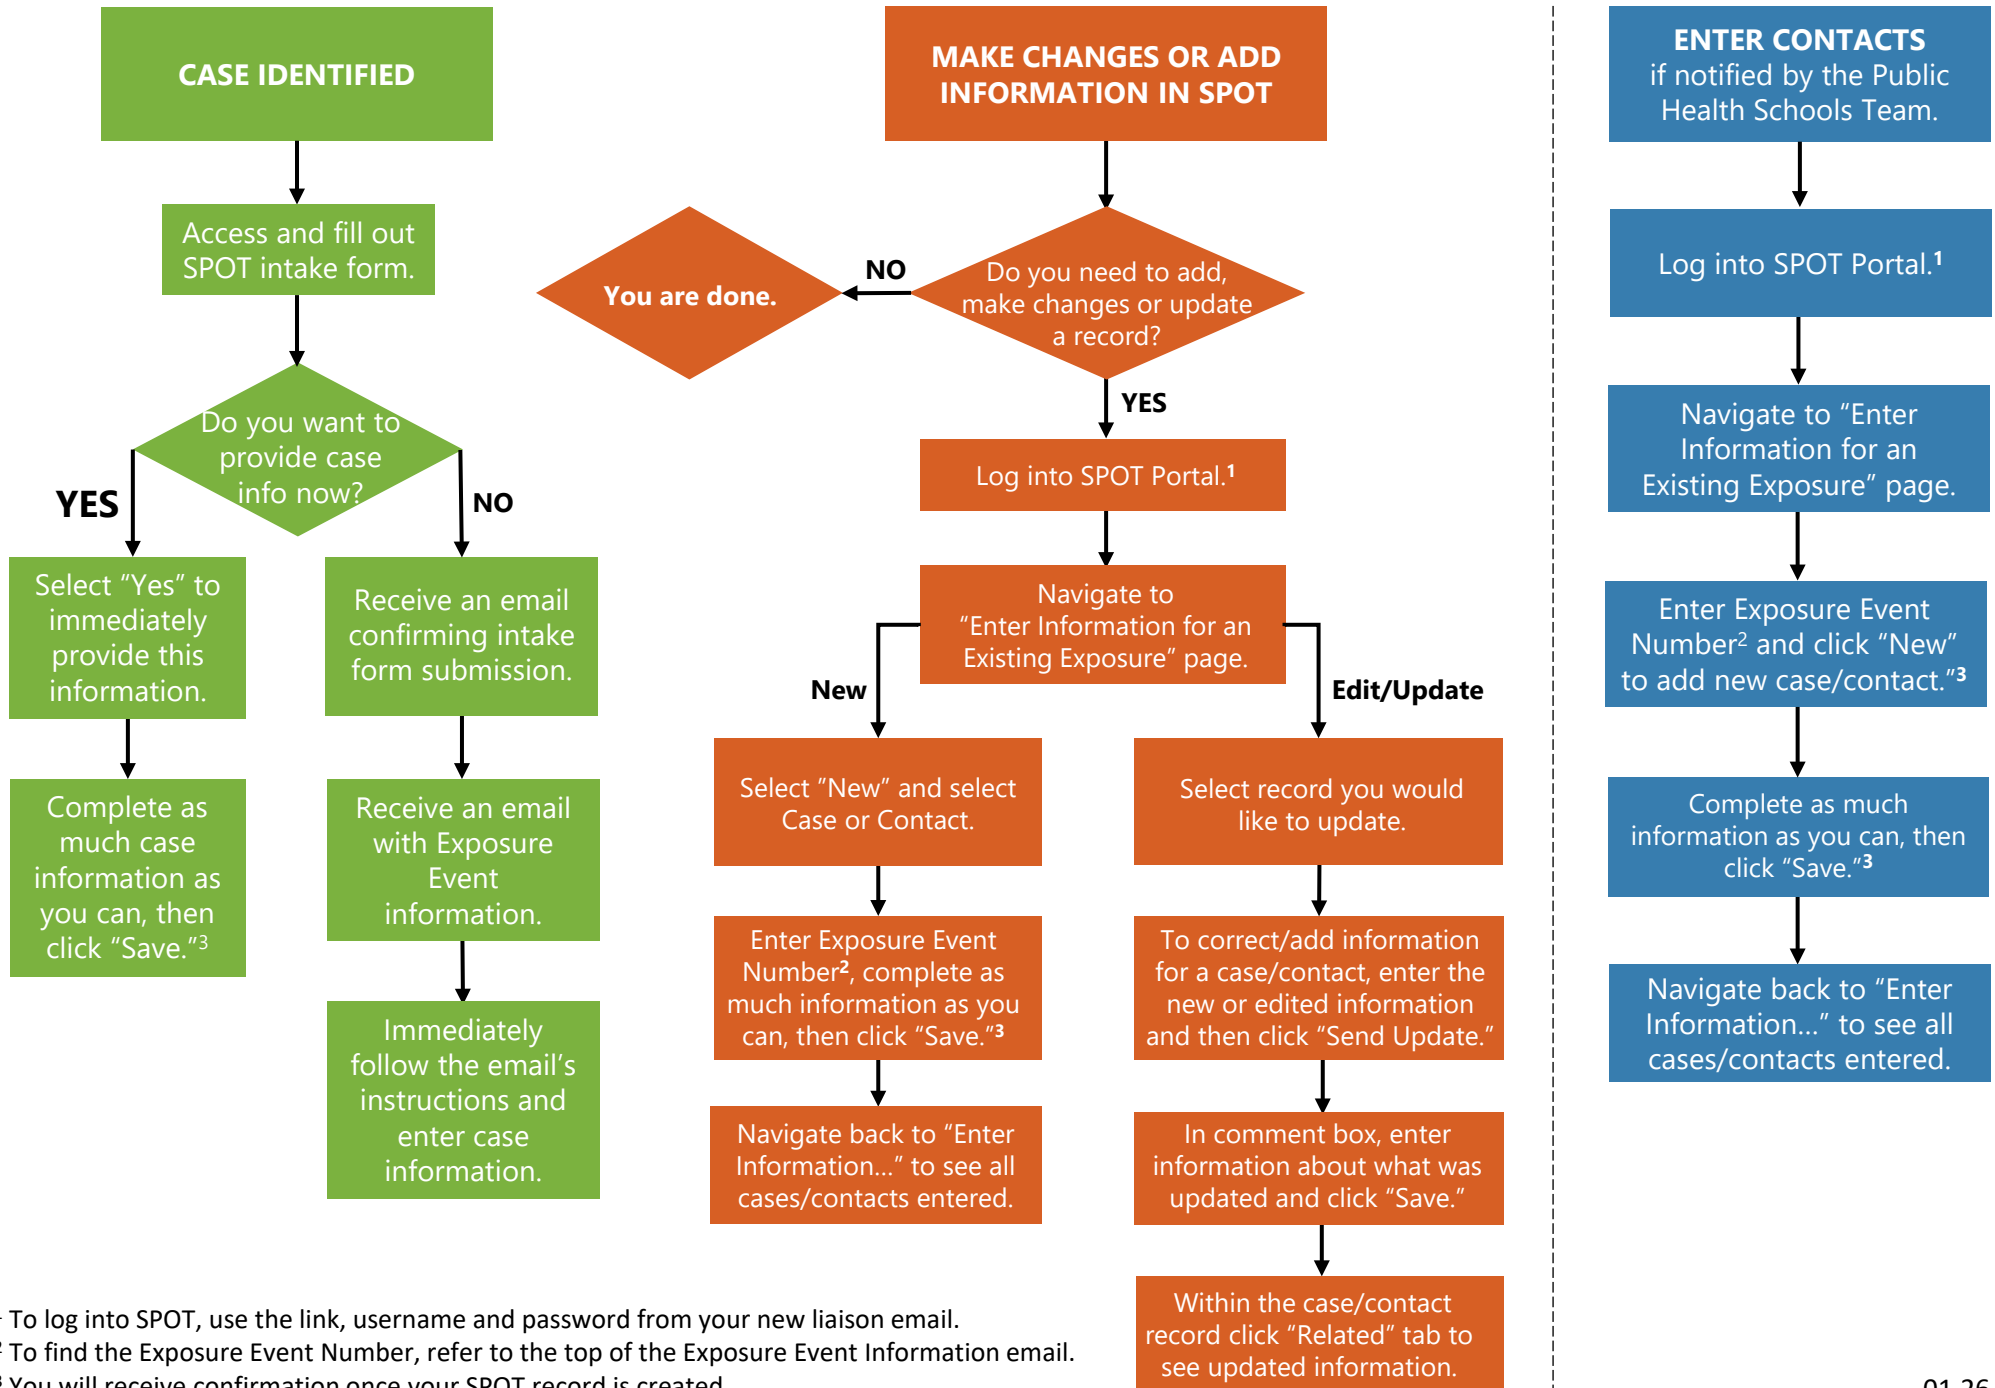 CASE IDENTIFIED
Access and fill out
SPOT intake form.
Do you want to
provide case
info now?
YES
NO
Select “Yes” to
immediately
provide this
information.
Complete as
much case
information as
you can, then
click “Save.”3
Receive an email
confirming intake
form submission.
Receive an email
with Exposure
Event
information.
Immediately
follow the email’s
instructions and
enter case
information.
MAKE CHANGES OR ADD
INFORMATION IN SPOT
Do you need to add,
make changes or update
a record?
NO
You are done.
YES
Log into SPOT Portal.1
Navigate to
“Enter Information for an
Existing Exposure” page.
New
Edit/Update
Select ”New” and select
Case or Contact.
Enter Exposure Event
Number2, complete as
much information as you
can, then click “Save.”3
Navigate back to “Enter
Information...” to see all
cases/contacts entered.
Select record you would
like to update.
To correct/add information
for a case/contact, enter the
new or edited information
and then click “Send Update.”
In comment box, enter
information about what was
updated and click “Save.”
Within the case/contact
record click “Related” tab to
see updated information.
ENTER CONTACTS
if notified by the Public
Health Schools Team.
Log into SPOT Portal.1
Navigate to “Enter
Information for an
Existing Exposure” page.
Enter Exposure Event
Number2 and click “New”
to add new case/contact.”3
Complete as much
information as you can, then
click “Save.”3
Navigate back to “Enter
Information...” to see all
cases/contacts entered.
To log into SPOT, use the link, username and password from your new liaison email.
2 To find the Exposure Event Number, refer to the top of the Exposure Event Information email.
3 You will receive confirmation once your SPOT record is created
01.26